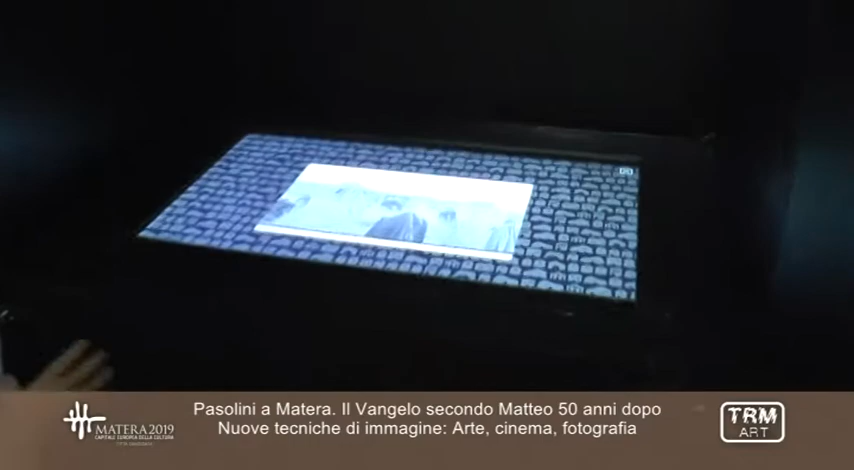 Pasolini a Matera. Il Vangelo secondo Matteo 50 anni dopo
Nuove tecniche di immagine: Arte, cinema, fotografia
MATERA 2019
CAPITALE EUROPEA DELLA CULTURA
TRM
ART